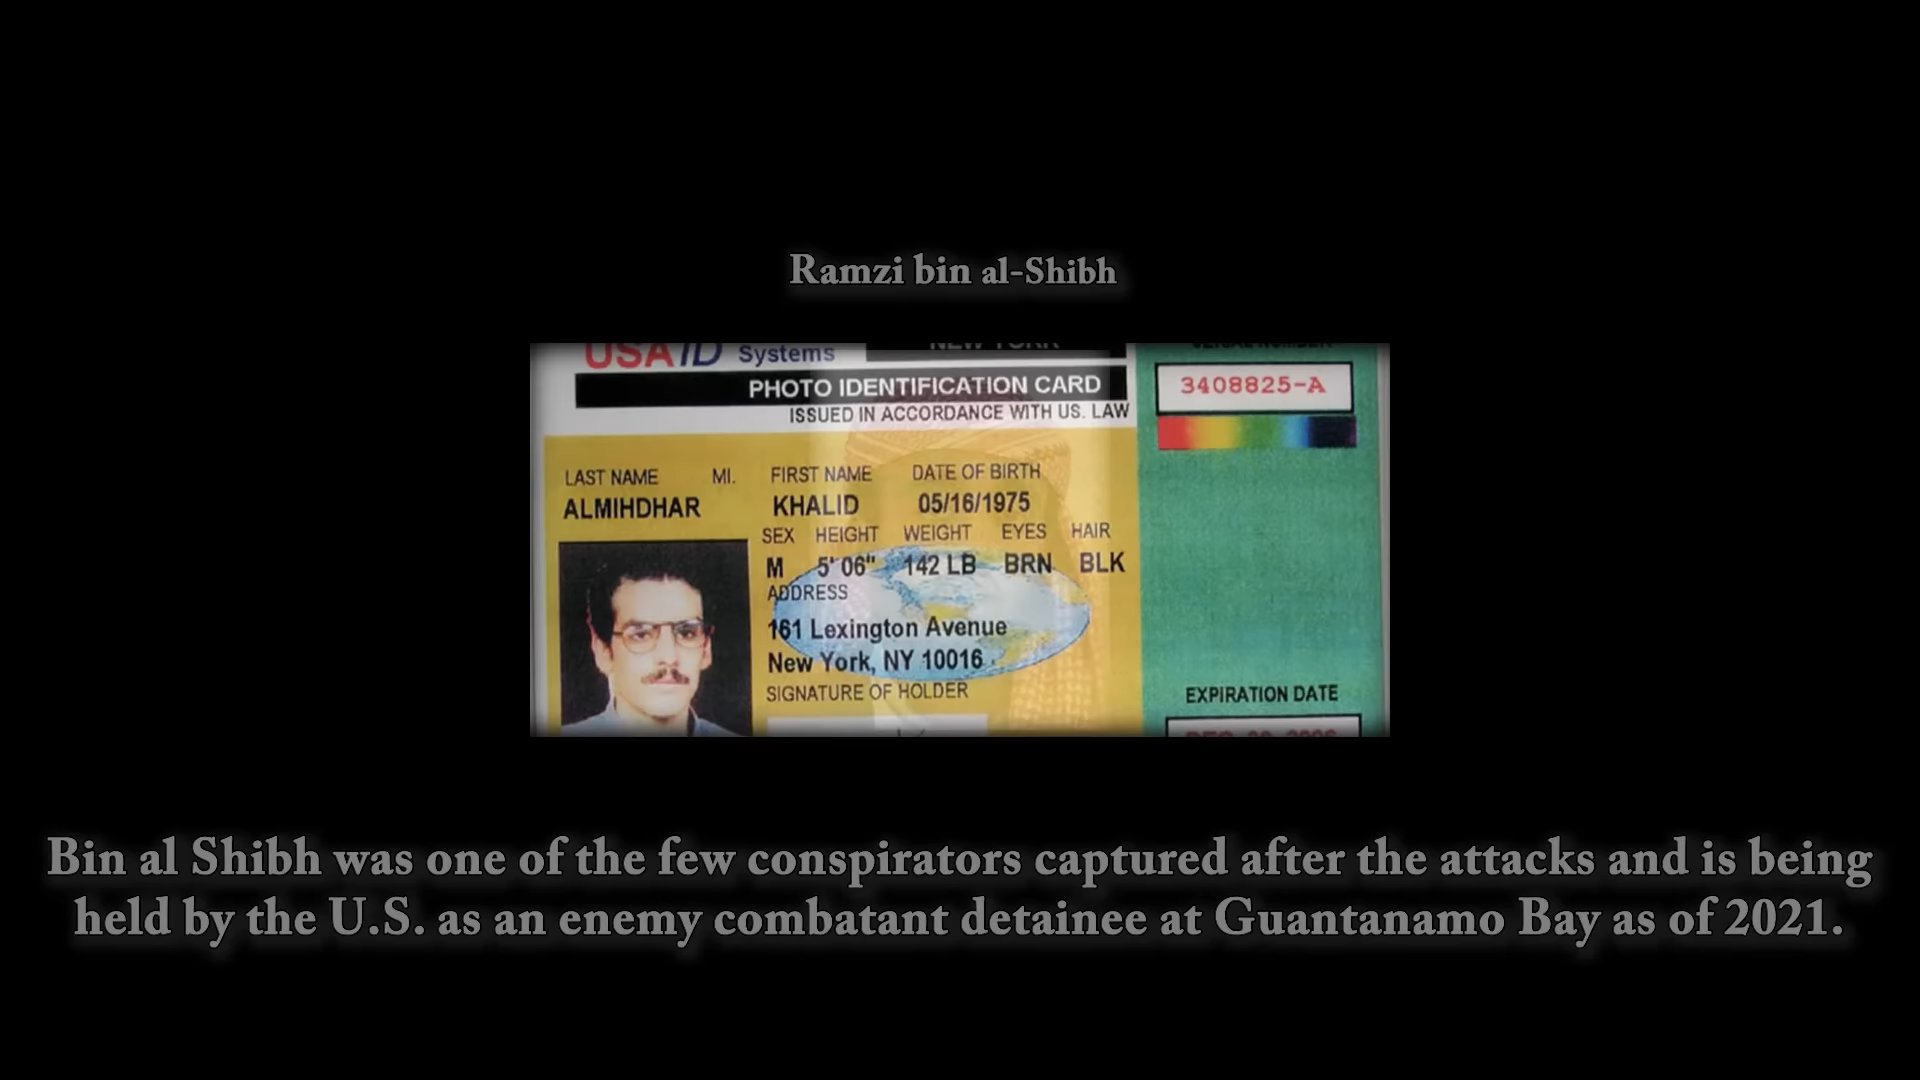 Ramzi bin al-Shibh
USA ID Systems
NEW YORK
SERIAL NUMBER
PHOTO IDENTIFICATION CARD
3408825-A
ISSUED IN ACCORDANCE WITH US. LAW
LAST NAME MI. FIRST NAME DATE OF BIRTH
ALMIHDHAR KHALID 05/16/1975
SEX HEIGHT WEIGHT EYES HAIR
M 5' 06" 142 LB BRN BLK
ADDRESS
161 Lexington Avenue
New York, NY 10016
SIGNATURE OF HOLDER
EXPIRATION DATE
Bin al Shibh was one of the few conspirators captured after the attacks and is being
held by the U.S. as an enemy combatant detainee at Guantanamo Bay as of 2021.